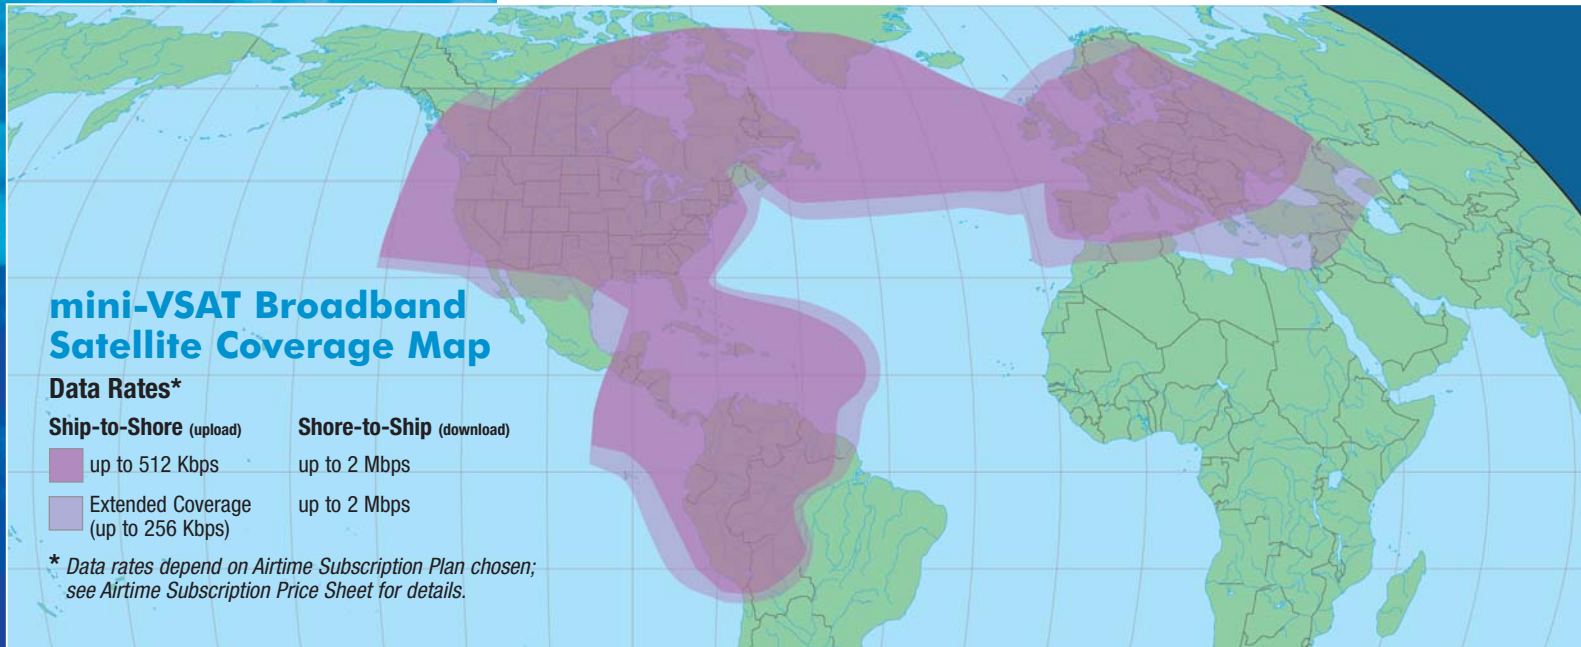 mini-VSAT Broadband
Satellite Coverage Map
Data Rates*
Ship-to-Shore (upload) Shore-to-Ship (download)
up to 512 Kbps up to 2 Mbps
Extended Coverage up to 2 Mbps
(up to 256 Kbps)
* Data rates depend on Airtime Subscription Plan chosen;
see Airtime Subscription Price Sheet for details.